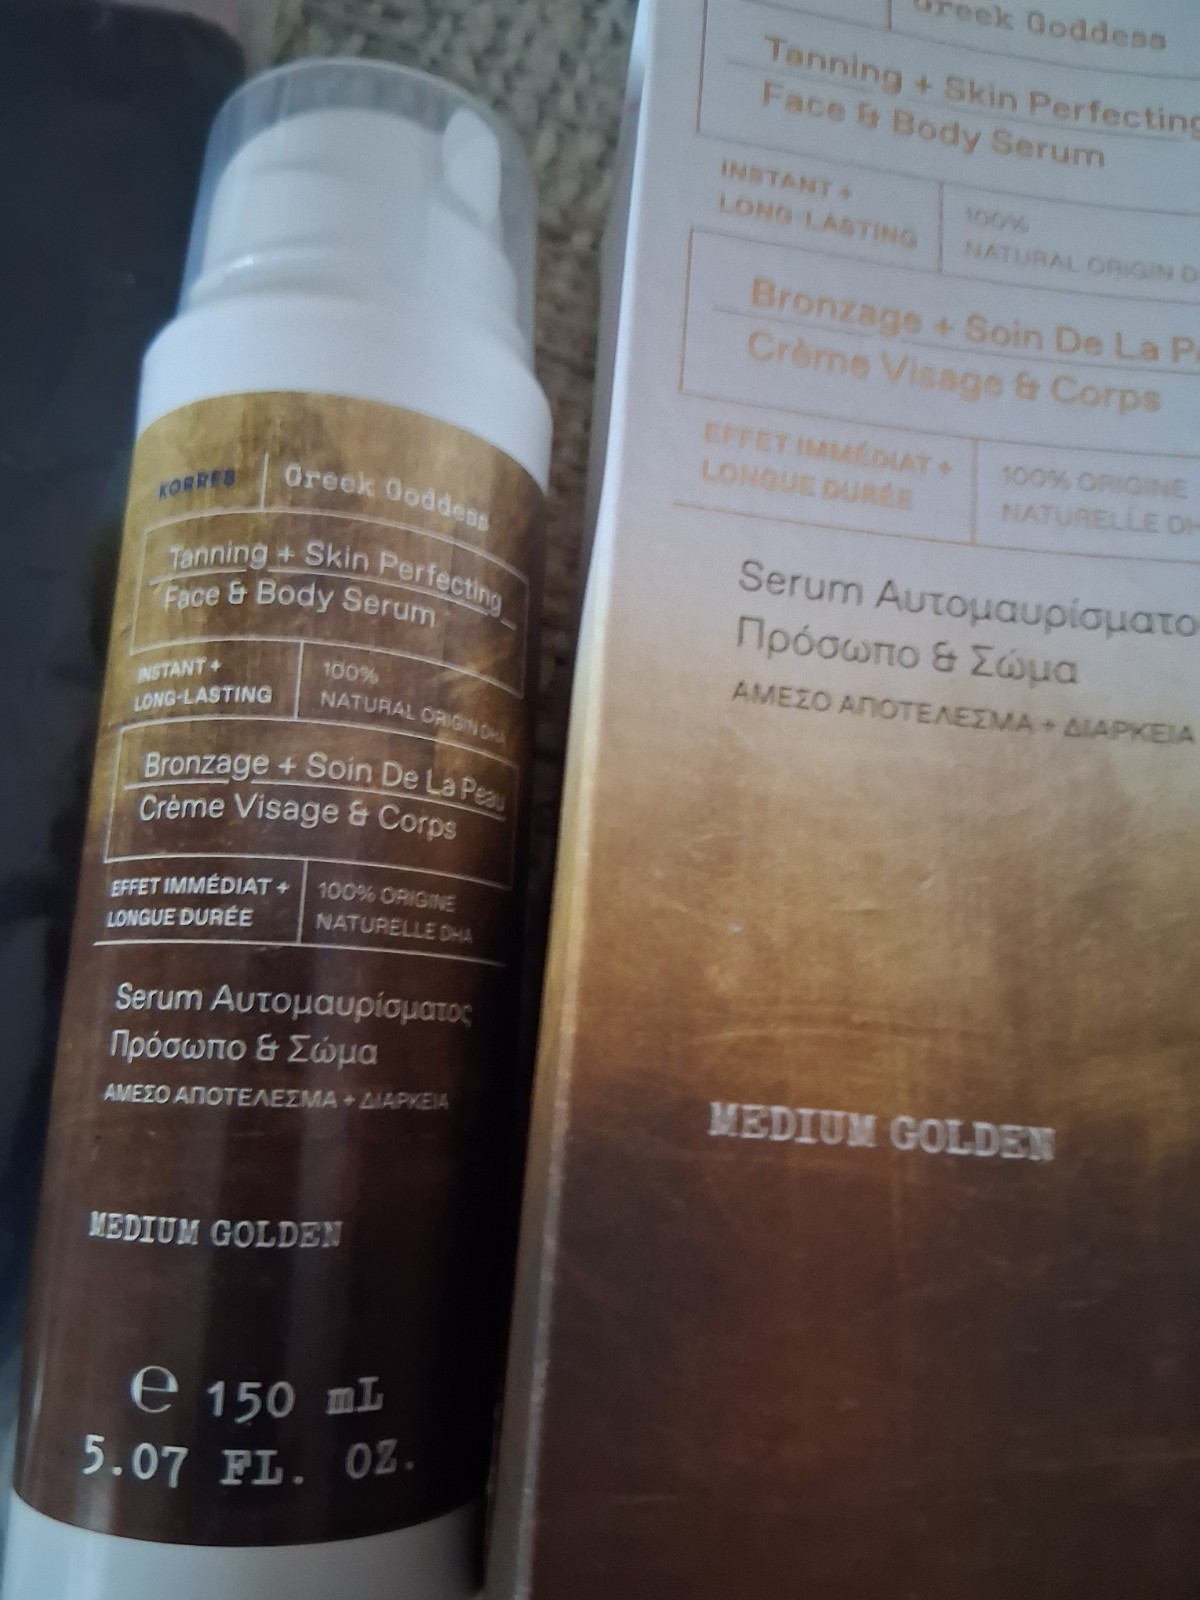 KORRES | Greek Goddess
Tanning + Skin Perfecting
Face & Body Serum
INSTANT +
LONG-LASTING
100%
NATURAL ORIGIN DHA
Bronzage + Soin De La Peau
Crème Visage & Corps
EFFET IMMÉDIAT +
LONGUE DURÉE
100% ORIGINE
NATURELLE DHA
Serum Αυτομαυρίσματος
Πρόσωπο & Σώμα
ΑΜΕΣΟ ΑΠΟΤΕΛΕΣΜΑ + ΔΙΑΡΚΕΙΑ
MEDIUM GOLDEN
e 150 mL
5.07 FL. OZ.
Greek Goddess
Tanning + Skin Perfecting
Face & Body Serum
INSTANT +
LONG-LASTING
100%
NATURAL ORIGIN
Bronzage + Soin De La
Crème Visage & Corps
EFFET IMMÉDIAT +
LONGUE DURÉE
100% ORIGINE
NATURELLE
Serum Αυτομαυρίσματο
Πρόσωπο & Σώμα
ΑΜΕΣΟ ΑΠΟΤΕΛΕΣΜΑ + ΔΙΑΡΚΕΙΑ
MEDIUM GOLDEN